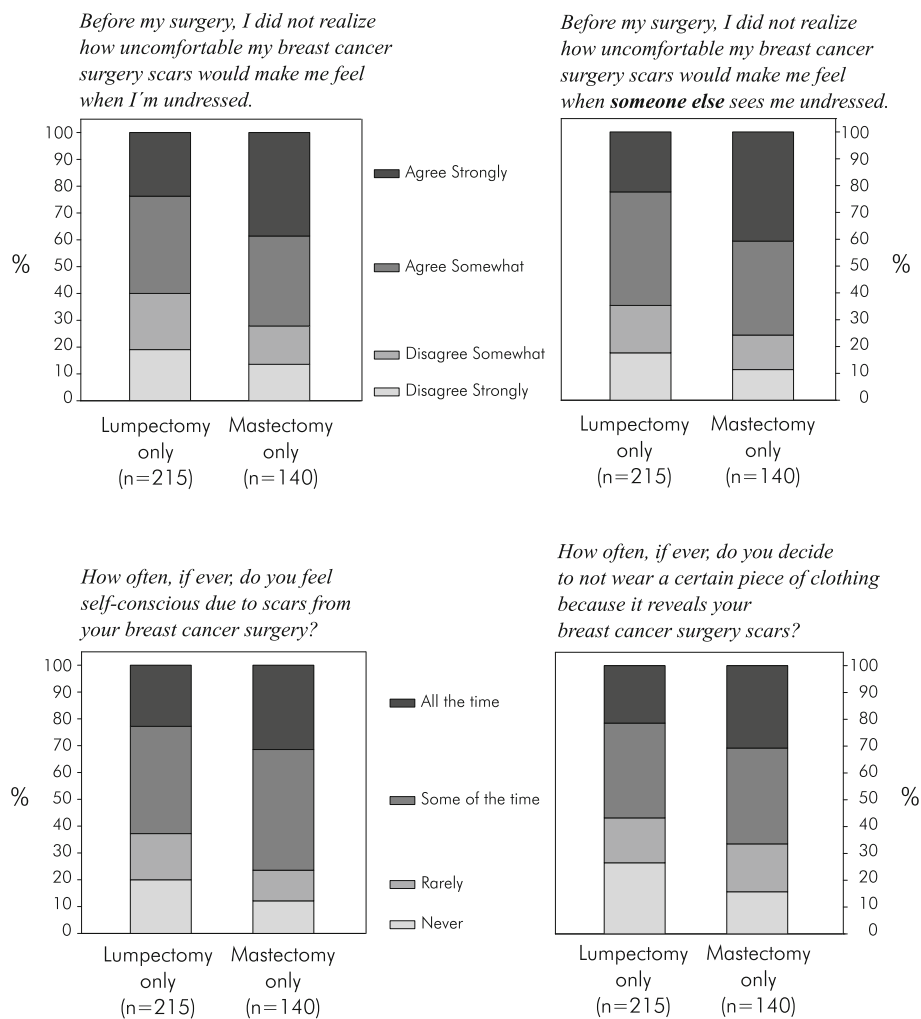 Before my surgery, I did not realize
how uncomfortable my breast cancer
surgery scars would make me feel
when I´m undressed.
100
90
80
70
60
50
40
30
20
10
0
%
Lumpectomy
only
(n=215)
Mastectomy
only
(n=140)
Agree Strongly
Agree Somewhat
Disagree Somewhat
Disagree Strongly
Before my surgery, I did not realize
how uncomfortable my breast cancer
surgery scars would make me feel
when someone else sees me undressed.
100
90
80
70
60
50
40
30
20
10
0
%
Lumpectomy
only
(n=215)
Mastectomy
only
(n=140)
How often, if ever, do you feel
self-conscious due to scars from
your breast cancer surgery?
100
90
80
70
60
50
40
30
20
10
0
%
Lumpectomy
only
(n=215)
Mastectomy
only
(n=140)
All the time
Some of the time
Rarely
Never
How often, if ever, do you decide
to not wear a certain piece of clothing
because it reveals your
breast cancer surgery scars?
100
90
80
70
60
50
40
30
20
10
0
%
Lumpectomy
only
(n=215)
Mastectomy
only
(n=140)